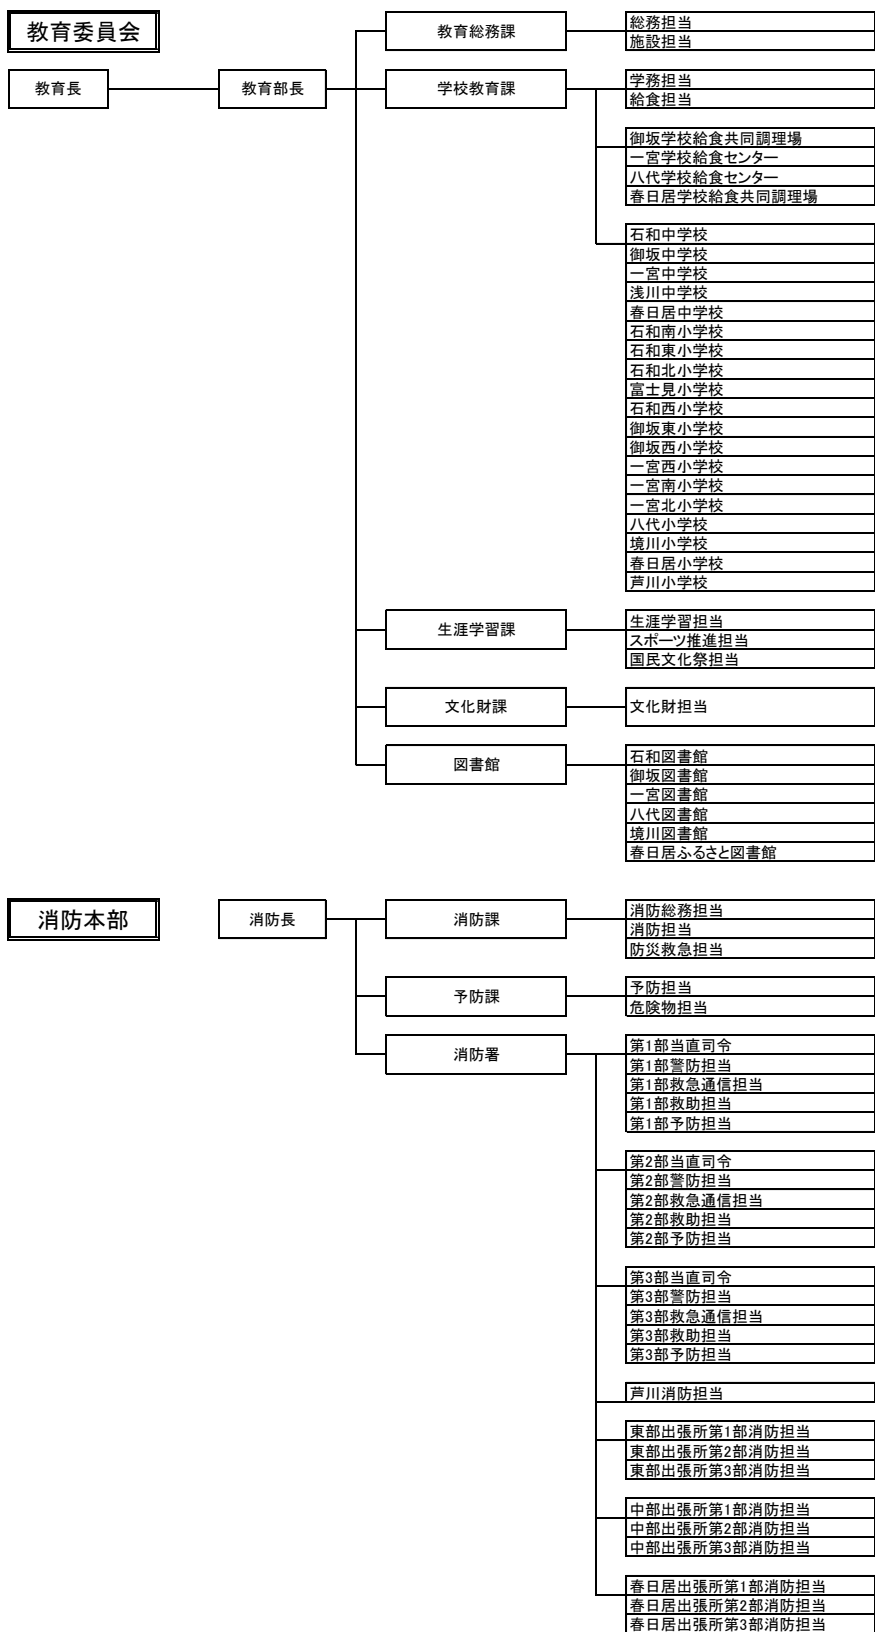 教育委員会
教育長
教育部長
教育総務課
総務担当
施設担当
学校教育課
学務担当
給食担当
御坂学校給食共同調理場
一宮学校給食センター
八代学校給食センター
春日居学校給食共同調理場
石和中学校
御坂中学校
一宮中学校
浅川中学校
春日居中学校
石和南小学校
石和東小学校
石和北小学校
富士見小学校
石和西小学校
御坂東小学校
御坂西小学校
一宮西小学校
一宮南小学校
一宮北小学校
八代小学校
境川小学校
春日居小学校
芦川小学校
生涯学習課
生涯学習担当
スポーツ推進担当
国民文化祭担当
文化財課
文化財担当
図書館
石和図書館
御坂図書館
一宮図書館
八代図書館
境川図書館
春日居ふるさと図書館
消防本部
消防長
消防課
消防総務担当
消防担当
防災救急担当
予防課
予防担当
危険物担当
消防署
第1部当直司令
第1部警防担当
第1部救急通信担当
第1部救助担当
第1部予防担当
第2部当直司令
第2部警防担当
第2部救急通信担当
第2部救助担当
第2部予防担当
第3部当直司令
第3部警防担当
第3部救急通信担当
第3部救助担当
第3部予防担当
芦川消防担当
東部出張所第1部消防担当
東部出張所第2部消防担当
東部出張所第3部消防担当
中部出張所第1部消防担当
中部出張所第2部消防担当
中部出張所第3部消防担当
春日居出張所第1部消防担当
春日居出張所第2部消防担当
春日居出張所第3部消防担当